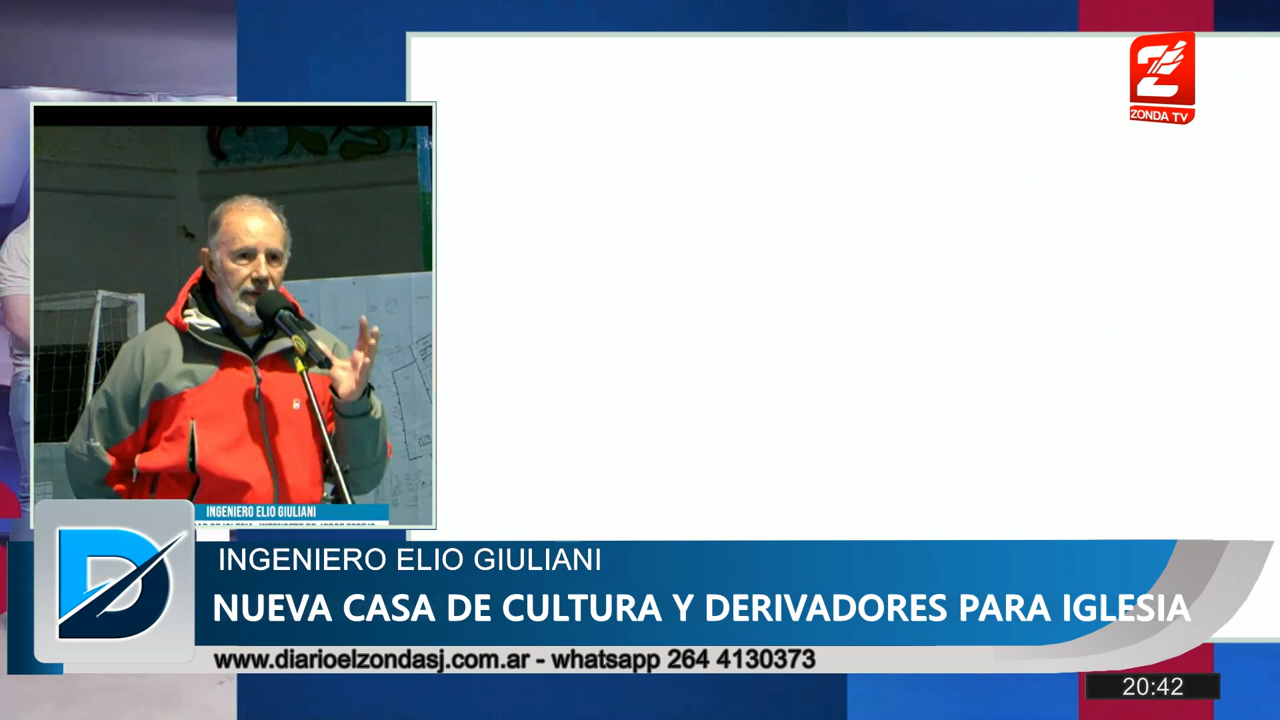 ZONDA TV
INGENIERO ELIO GIULIANI
INGENIERO ELIO GIULIANI
NUEVA CASA DE CULTURA Y DERIVADORES PARA IGLESIA
www.diarioelzondasj.com.ar - whatsapp 264 4130373
20:42